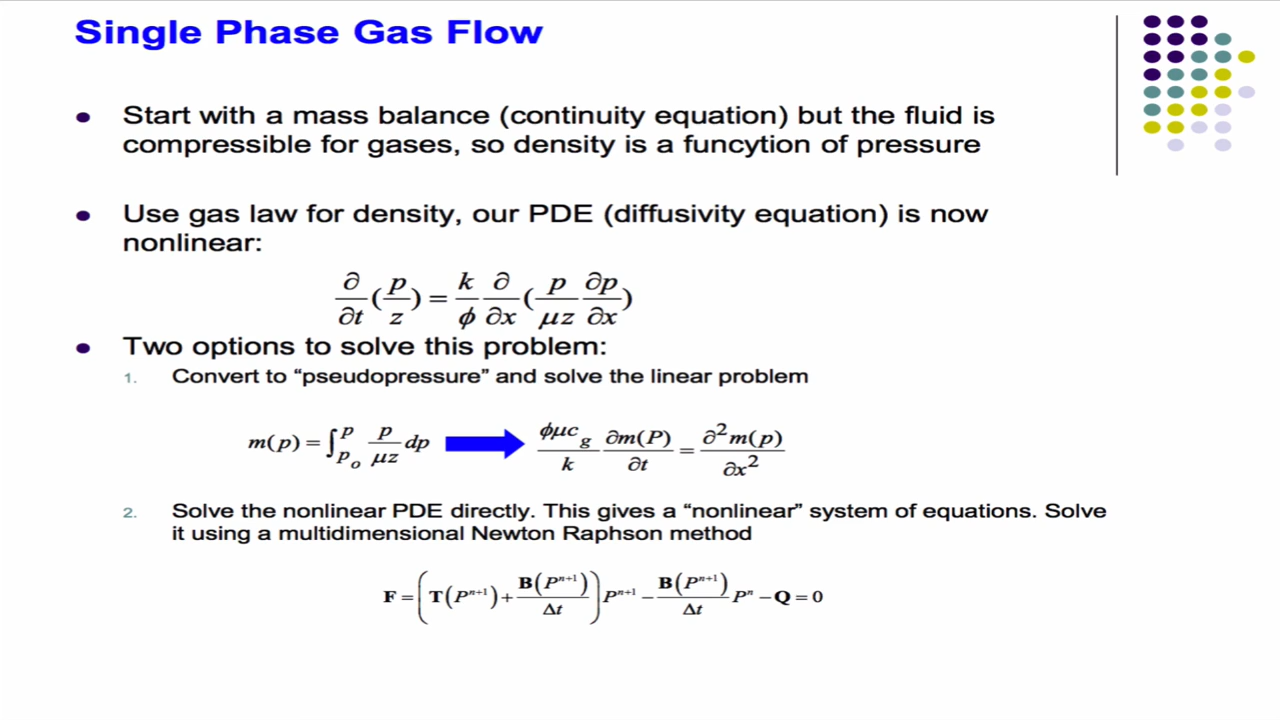 Single Phase Gas Flow
● Start with a mass balance (continuity equation) but the fluid is
compressible for gases, so density is a funcytion of pressure
● Use gas law for density, our PDE (diffusivity equation) is now
nonlinear:
∂/∂t (p/z) = k/ϕ ∂/∂x (p/μz ∂p/∂x)
● Two options to solve this problem:
1. Convert to “pseudopressure” and solve the linear problem
m(p) = ∫_{p_o}^{p} p/μz dp   ϕμc_g/k ∂m(P)/∂t = ∂²m(p)/∂x²
2. Solve the nonlinear PDE directly. This gives a “nonlinear” system of equations. Solve
it using a multidimensional Newton Raphson method
F = (T(P^{n+1}) + B(P^{n+1})/Δt) P^{n+1} − B(P^{n+1})/Δt P^n − Q = 0